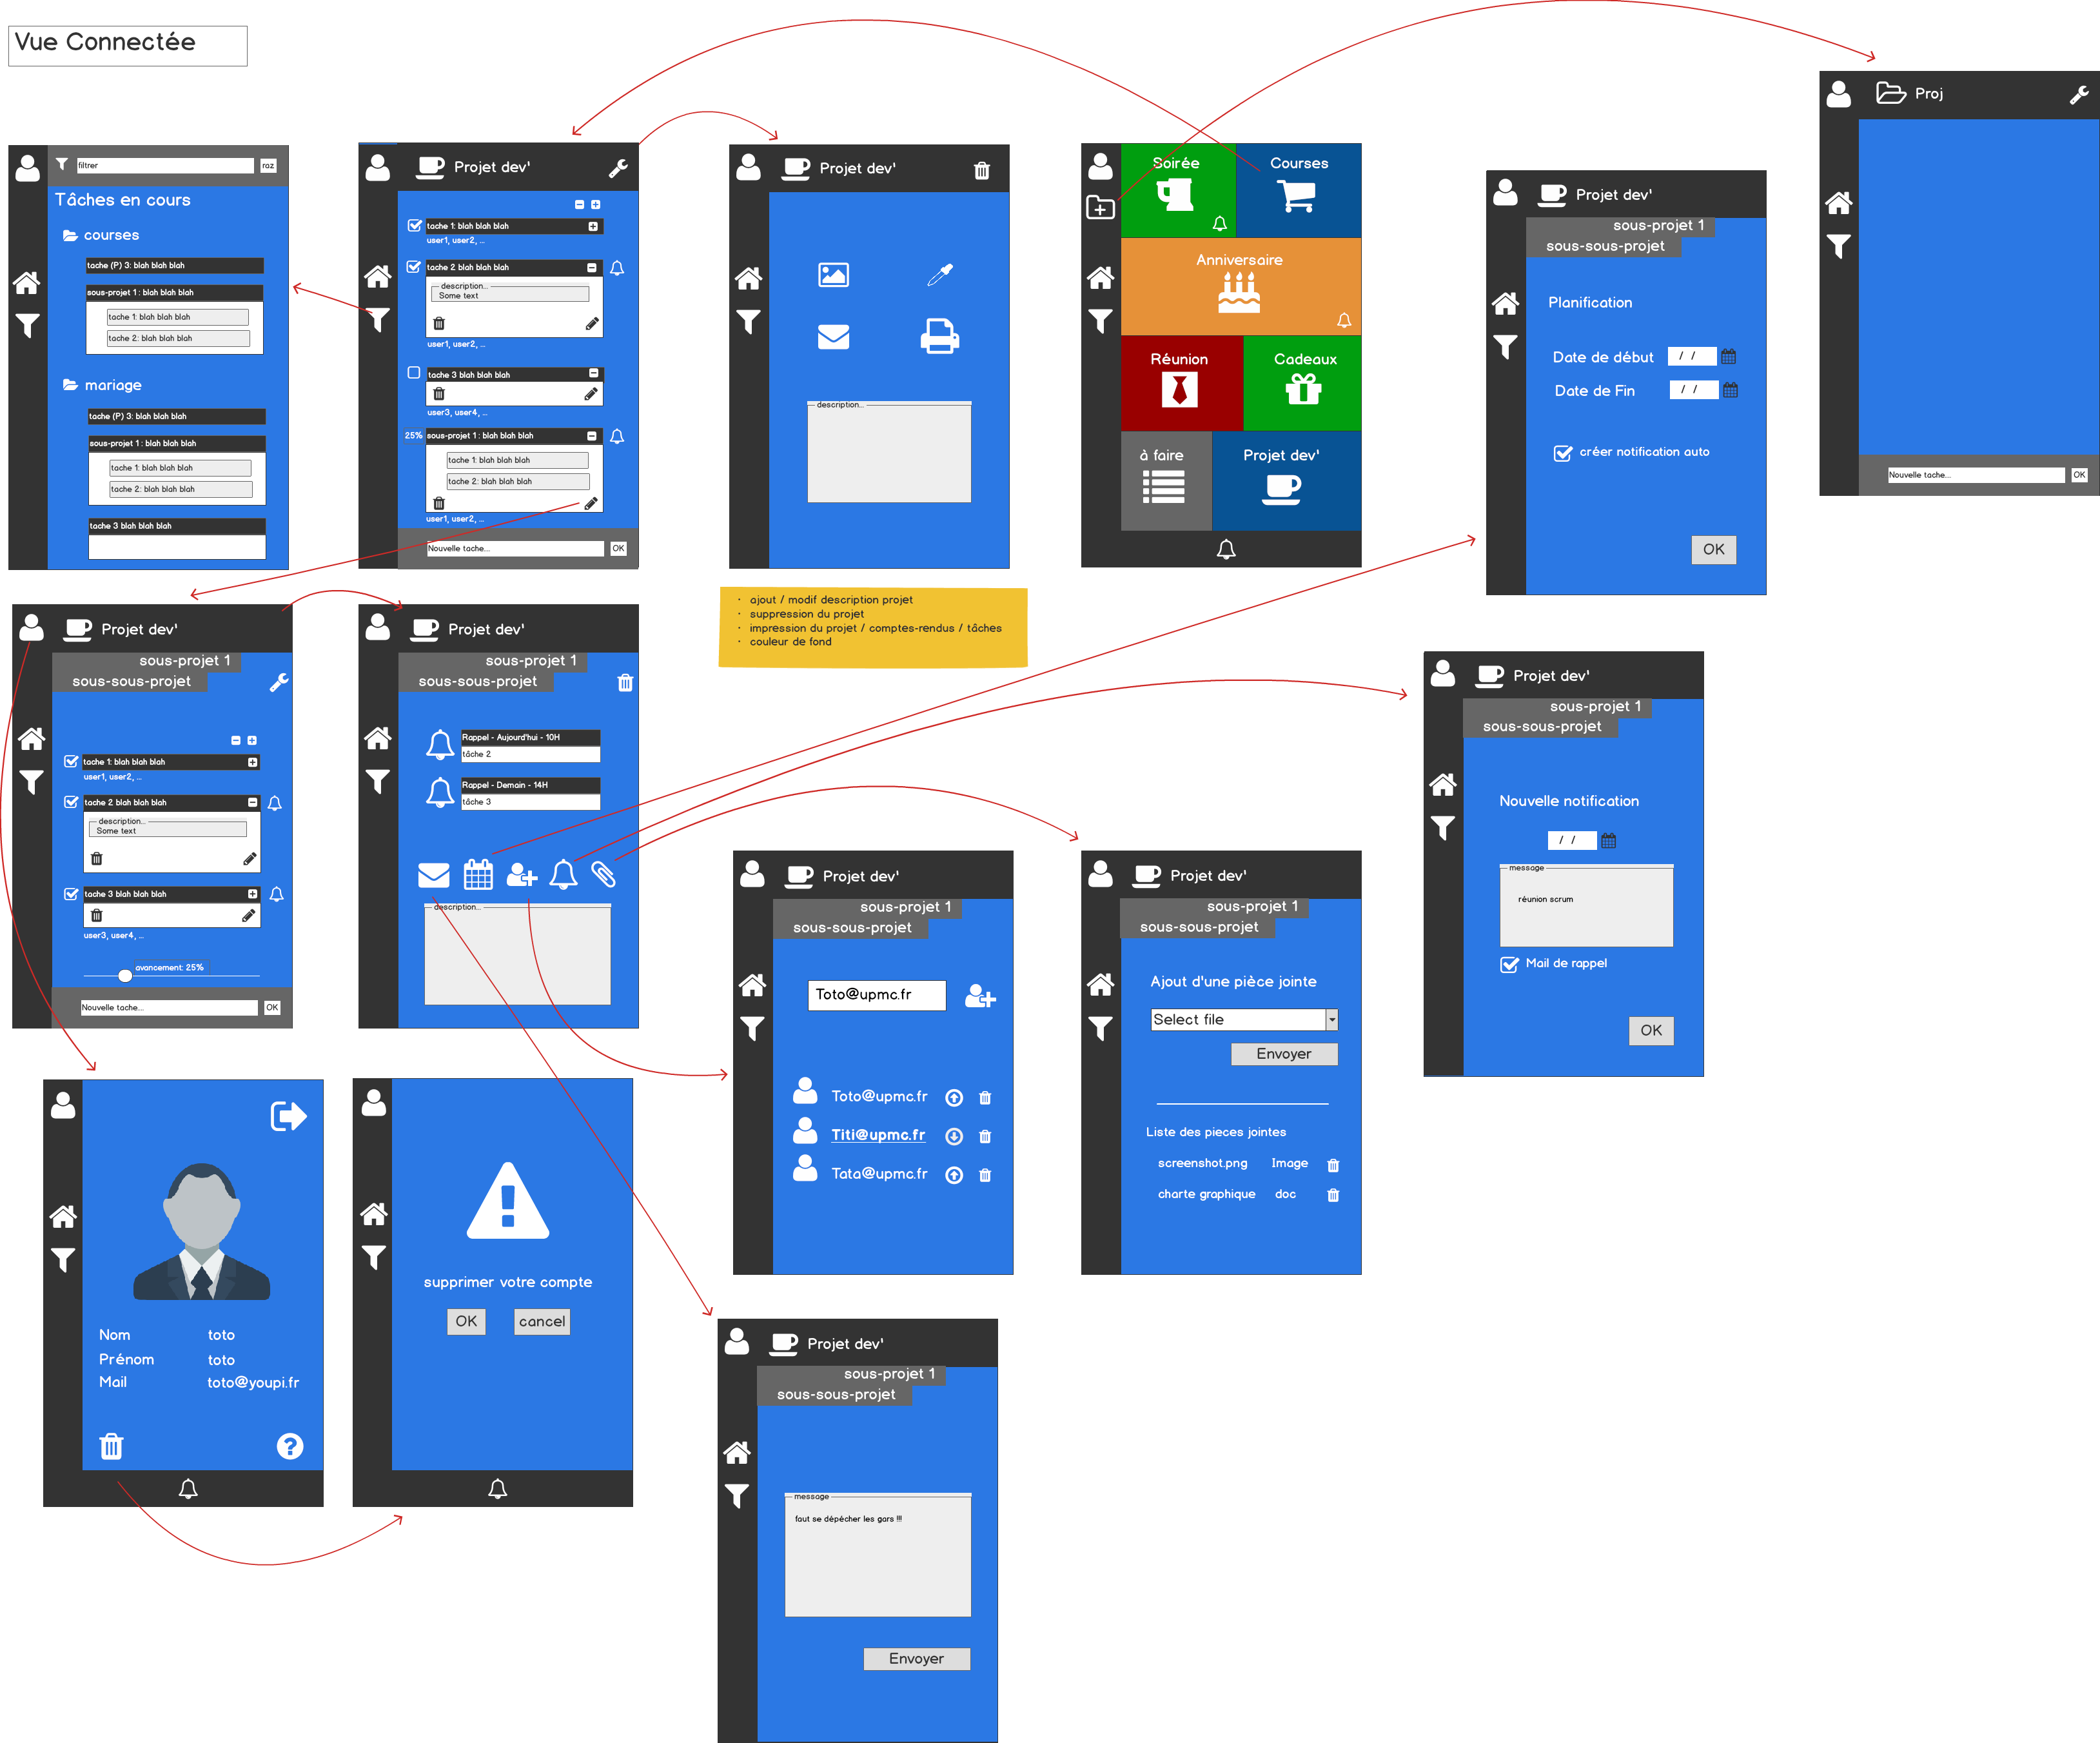 Vue Connectée
filtrer
raz
Tâches en cours
courses
tache (P) 3: blah blah blah
sous-projet 1 : blah blah blah
tache 1: blah blah blah
tache 2: blah blah blah
mariage
tache (P) 3: blah blah blah
sous-projet 1 : blah blah blah
tache 1: blah blah blah
tache 2: blah blah blah
tache 3 blah blah blah
Projet dev'
tache 1: blah blah blah
user1, user2, ...
tache 2 blah blah blah
description...
Some text
user1, user2, ...
tache 3 blah blah blah
user3, user4, ...
25%
sous-projet 1 : blah blah blah
tache 1: blah blah blah
tache 2: blah blah blah
user1, user2, ...
Nouvelle tache...
OK
Projet dev'
description...
· ajout / modif description projet
· suppression du projet
· impression du projet / comptes-rendus / tâches
· couleur de fond
Soirée
Courses
Anniversaire
Réunion
Cadeaux
à faire
Projet dev'
Projet dev'
sous-projet 1
sous-sous-projet
Planification
Date de début / /
Date de Fin / /
créer notification auto
OK
Proj
Nouvelle tache...
OK
Projet dev'
sous-projet 1
sous-sous-projet
tache 1: blah blah blah
user1, user2, ...
tache 2 blah blah blah
description...
Some text
tache 3 blah blah blah
user3, user4, ...
avancement: 25%
Nouvelle tache...
OK
Projet dev'
sous-projet 1
sous-sous-projet
Rappel - Aujourd'hui - 10H
tâche 2
Rappel - Demain - 14H
tâche 3
description...
Projet dev'
sous-projet 1
sous-sous-projet
Toto@upmc.fr
Toto@upmc.fr
Titi@upmc.fr
Tata@upmc.fr
Projet dev'
sous-projet 1
sous-sous-projet
Ajout d'une pièce jointe
Select file
Envoyer
Liste des pieces jointes
screenshot.png Image
charte graphique doc
Projet dev'
sous-projet 1
sous-sous-projet
Nouvelle notification
/ /
message
réunion scrum
Mail de rappel
OK
Nom toto
Prénom toto
Mail toto@youpi.fr
supprimer votre compte
OK
cancel
Projet dev'
sous-projet 1
sous-sous-projet
message
faut se dépécher les gars !!!
Envoyer